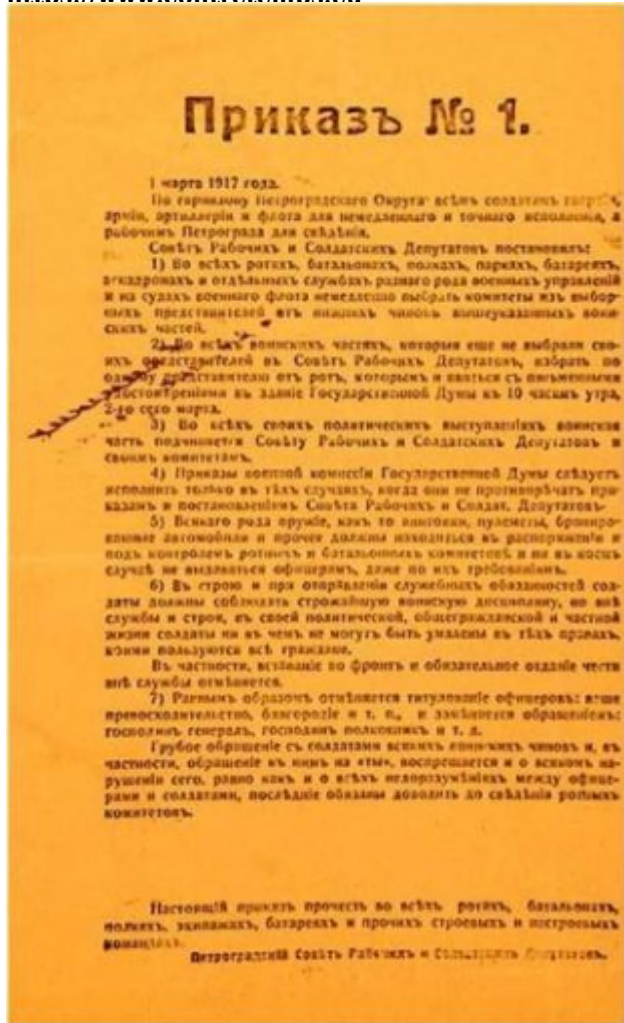 Приказъ № 1.
1 марта 1917 года.
По гарнизону Петроградского Округа всѣмъ солдатамъ гвардіи,
арміи, артиллеріи и флота для немедленнаго и точнаго исполненія, а
рабочимъ Петрограда для свѣдѣнія.
Совѣтъ Рабочихъ и Солдатскихъ Депутатовъ постановилъ:
1) Во всѣхъ ротахъ, батальонахъ, полкахъ, паркахъ, батареяхъ,
эскадронахъ и отдѣльныхъ службахъ разнаго рода военныхъ управленій
и на судахъ военнаго флота немедленно выбрать комитеты изъ выбор-
ныхъ представителей отъ нижнихъ чиновъ вышеуказанныхъ воин-
скихъ частей.
2) Во всѣхъ воинскихъ частяхъ, которыя еще не выбрали сво-
ихъ представителей въ Совѣтъ Рабочихъ Депутатовъ, избрать по
одному представителю отъ ротъ, которымъ и явиться съ письменными
удостовѣреніями въ зданіе Государственной Думы къ 10 часамъ утра,
2-го сего марта.
3) Во всѣхъ своихъ политическихъ выступленіяхъ воинская
часть подчиняется Совѣту Рабочихъ и Солдатскихъ Депутатовъ и
своимъ комитетамъ.
4) Приказы военной комиссіи Государственной Думы слѣдуетъ
исполнять только въ тѣхъ случаяхъ, когда они не противорѣчатъ при-
казамъ и постановленіямъ Совѣта Рабочихъ и Солдат. Депутатовъ.
5) Всякаго рода оружіе, какъ то винтовки, пулеметы, брониро-
ванные автомобили и прочее должны находиться въ распоряженіи и
подъ контролемъ ротныхъ и батальонныхъ комитетовъ и ни въ коемъ
случаѣ не выдаваться офицерамъ, даже по ихъ требованіямъ.
6) Въ строю и при отправленіи служебныхъ обязанностей сол-
даты должны соблюдать строжайшую воинскую дисциплину, но внѣ
службы и строя, въ своей политической, общегражданской и частной
жизни солдаты ни въ чемъ не могутъ быть умалены въ тѣхъ правахъ,
коими пользуются всѣ граждане.
Въ частности, вставаніе во фронтъ и обязательное отданіе чести
внѣ службы отмѣняется.
7) Равнымъ образомъ отмѣняется титулованіе офицеровъ: ваше
превосходительство, благородіе и т. п., и замѣняется обращеніемъ:
господинъ генералъ, господинъ полковникъ и т. д.
Грубое обращеніе съ солдатами всякихъ воинскихъ чиновъ и, въ
частности, обращеніе къ нимъ на «ты», воспрещается и о всякомъ на-
рушеніи сего, равно какъ и о всѣхъ недоразумѣніяхъ между офице-
рами и солдатами, послѣдніе обязаны доводить до свѣдѣнія ротныхъ
комитетовъ.
Настоящій приказъ прочесть во всѣхъ ротахъ, батальонахъ,
полкахъ, экипажахъ, батареяхъ и прочихъ строевыхъ и нестроевыхъ
командахъ.
Петроградскій Совѣтъ Рабочихъ и Солдатскихъ Депутатовъ.